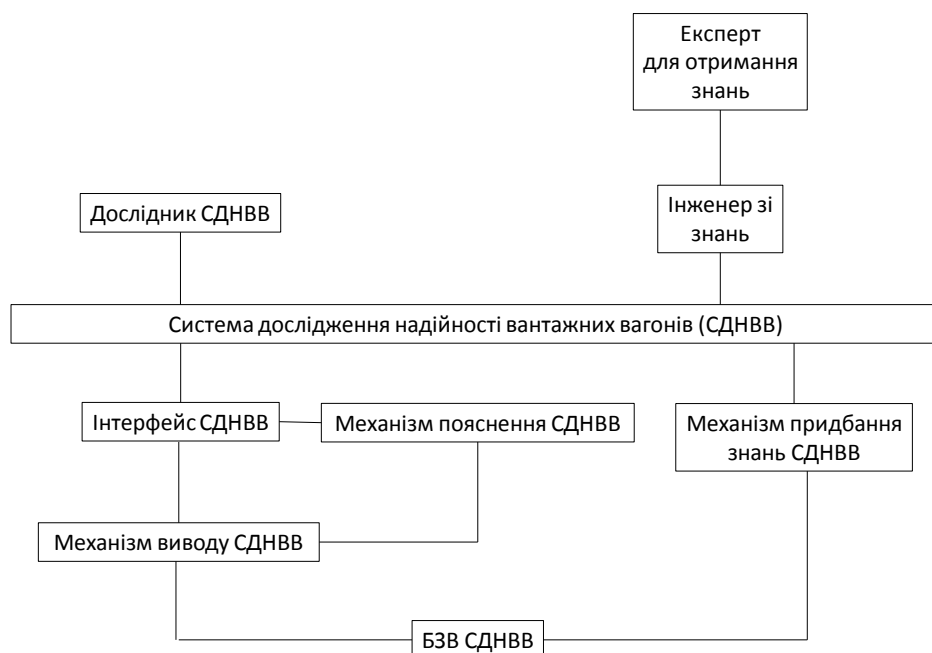 Експерт
для отримання
знань
Дослідник СДНВВ
Інженер зі
знань
Система дослідження надійності вантажних вагонів (СДНВВ)
Інтерфейс СДНВВ
Механізм пояснення СДНВВ
Механізм придбання
знань СДНВВ
Механізм виводу СДНВВ
БЗВ СДНВВ